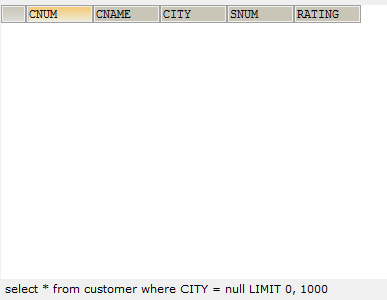 CNUM CNAME CITY SNUM RATING
select * from customer where CITY = null LIMIT 0, 1000